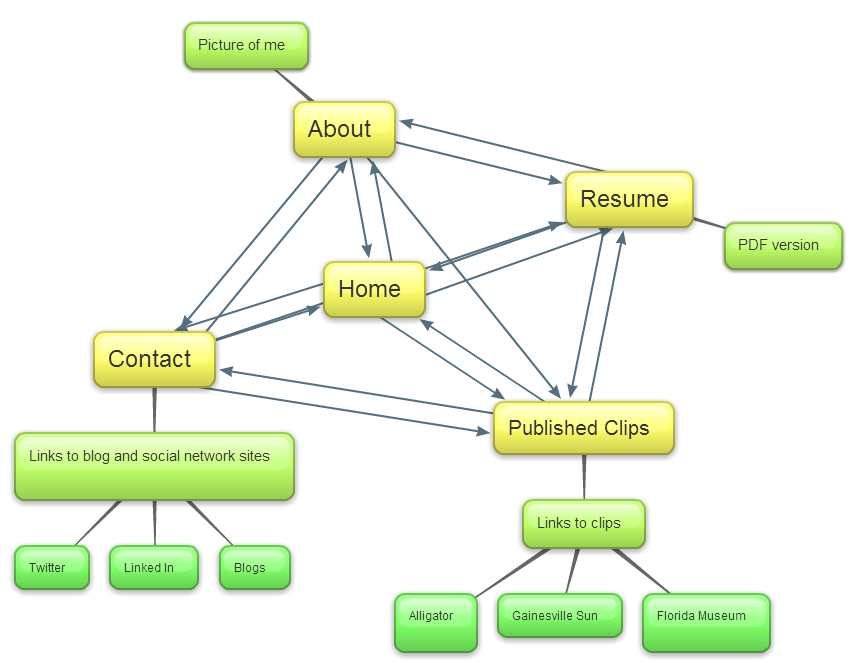 Picture of me
About
Resume
PDF version
Home
Contact
Published Clips
Links to blog and social network sites
Twitter
Linked In
Blogs
Links to clips
Alligator
Gainesville Sun
Florida Museum